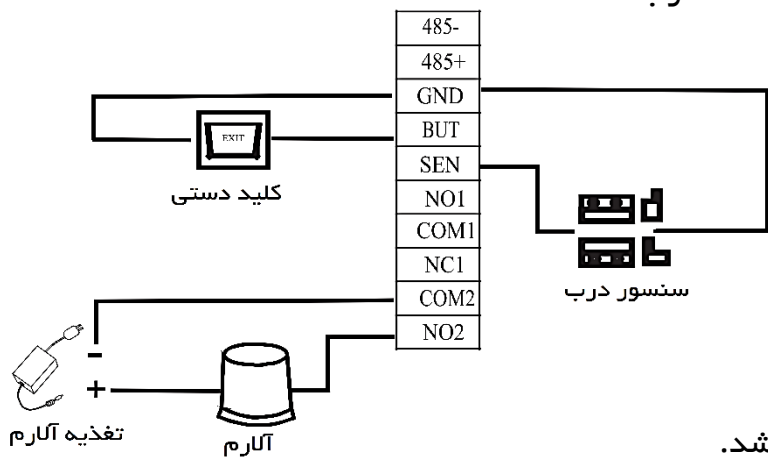 485-
485+
GND
BUT
SEN
NO1
COM1
NC1
COM2
NO2
EXIT
کلید دستی
سنسور درب
-
+
تغذیه آلارم
آلارم
شد.